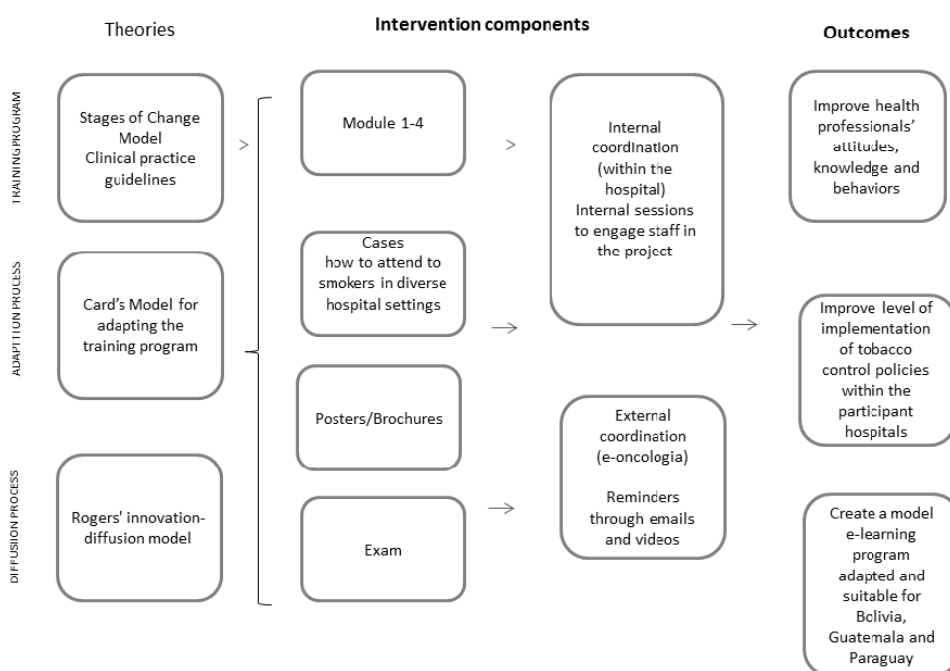 Theories
Intervention components
Outcomes
TRAINING PROGRAM
Stages of Change
Model
Clinical practice
guidelines
>
Module 1-4
>
Internal
coordination
(within the
hospital)
Internal sessions
to engage staff in
the project
Improve health
professionals’
attitudes,
knowledge and
behaviors
ADAPTION PROCESS
Card’s Model for
adapting the
training program
Cases
how to attend to
smokers in diverse
hospital settings
Posters/Brochures
Improve level of
implementation
of tobacco
control policies
within the
participant
hospitals
DIFFUSION PROCESS
Rogers' innovation-
diffusion model
Exam
External
coordination
(e-oncologia)
Reminders
through emails
and videos
Create a model
e-learning
program
adapted and
suitable for
Bolivia,
Guatemala and
Paraguay